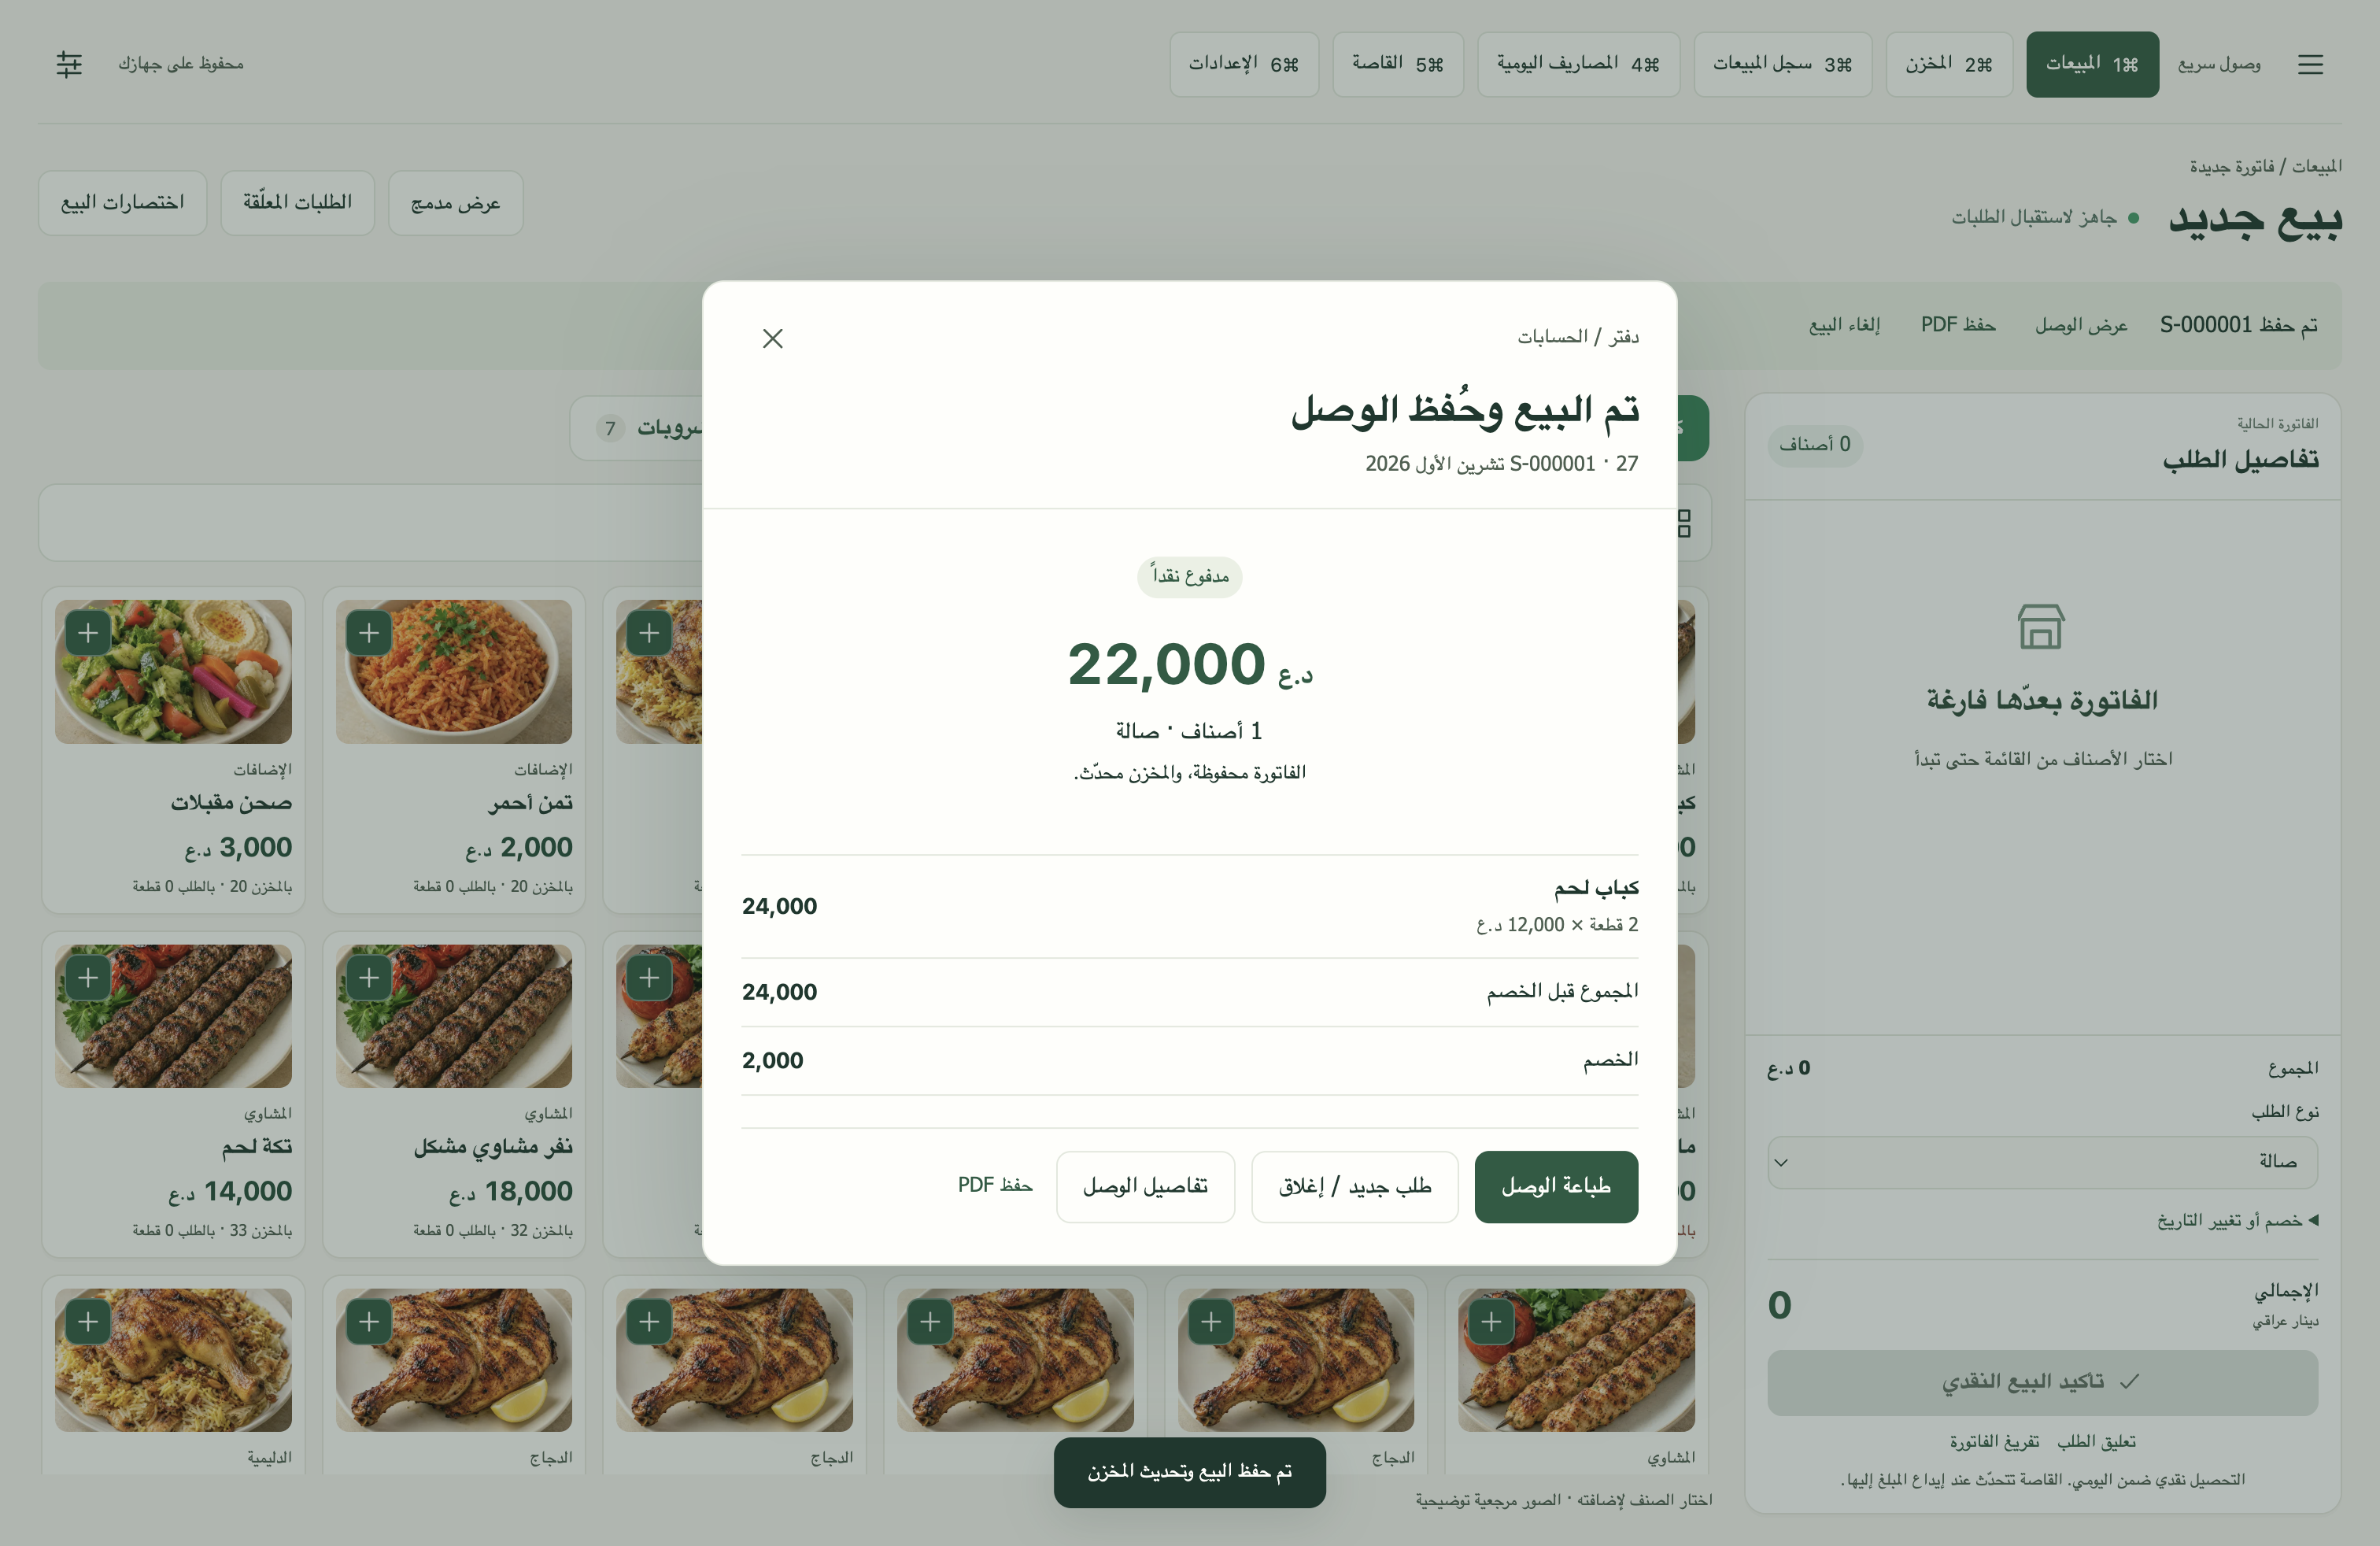 وصول سريع
⌘1 المبيعات
⌘2 المخزن
⌘3 سجل المبيعات
⌘4 المصاريف اليومية
⌘5 القاصة
⌘6 الإعدادات
محفوظ على جهازك
المبيعات / فاتورة جديدة
بيع جديد
جاهز لاستقبال الطلبات
عرض مدمج
الطلبات المعلّقة
اختصارات البيع
تم حفظ S-000001
عرض الوصل
حفظ PDF
إلغاء البيع
الفاتورة الحالية
تفاصيل الطلب
0 أصناف
الفاتورة بعدّها فارغة
اختار الأصناف من القائمة حتى تبدأ
المجموع
0 د.ع
نوع الطلب
صالة
خصم أو تغيير التاريخ
الإجمالي
دينار عراقي
0
تأكيد البيع النقدي
تعليق الطلب
تفريغ الفاتورة
التحصيل نقدي ضمن اليومي. القاصة تتحدّث عند إيداع المبلغ إليها.
7
دفتر / الحسابات
تم البيع وحُفظ الوصل
S-000001 · 27 تشرين الأول 2026
مدفوع نقداً
22,000 د.ع
1 أصناف · صالة
الفاتورة محفوظة، والمخزن محدّث.
كباب لحم
2 قطعة × 12,000 د.ع
24,000
المجموع قبل الخصم
24,000
الخصم
2,000
طباعة الوصل
طلب جديد / إغلاق
تفاصيل الوصل
حفظ PDF
الإضافات
تمن أحمر
2,000 د.ع
بالمخزن 20 · بالطلب 0 قطعة
الإضافات
صحن مقبلات
3,000 د.ع
بالمخزن 20 · بالطلب 0 قطعة
المشاوي
نفر مشاوي مشكل
18,000 د.ع
بالمخزن 32 · بالطلب 0 قطعة
المشاوي
تكة لحم
14,000 د.ع
بالمخزن 33 · بالطلب 0 قطعة
المشاوي
الدجاج
الدجاج
الدجاج
الدليمية
تم حفظ البيع وتحديث المخزن
اختار الصنف لإضافته · الصور مرجعية توضيحية